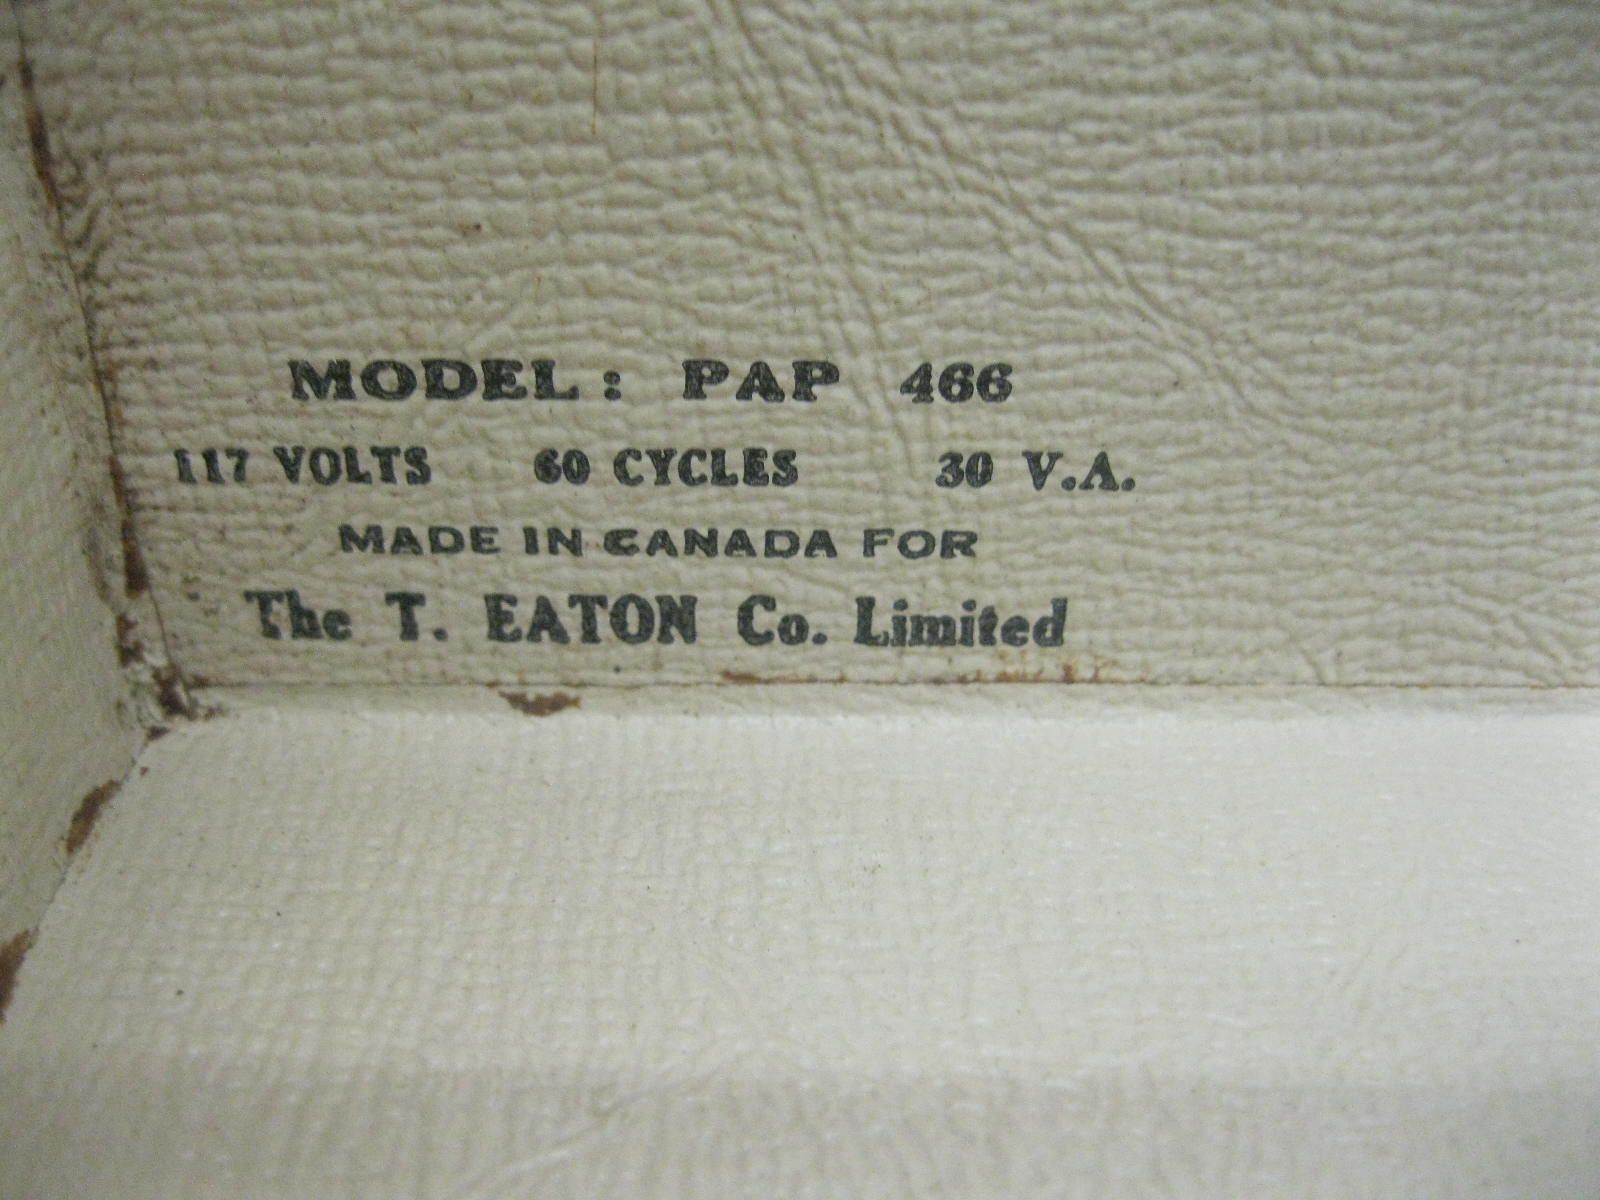 MODEL: PAP 466
117 VOLTS 60 CYCLES 30 V.A.
MADE IN CANADA FOR
The T. EATON Co. Limited